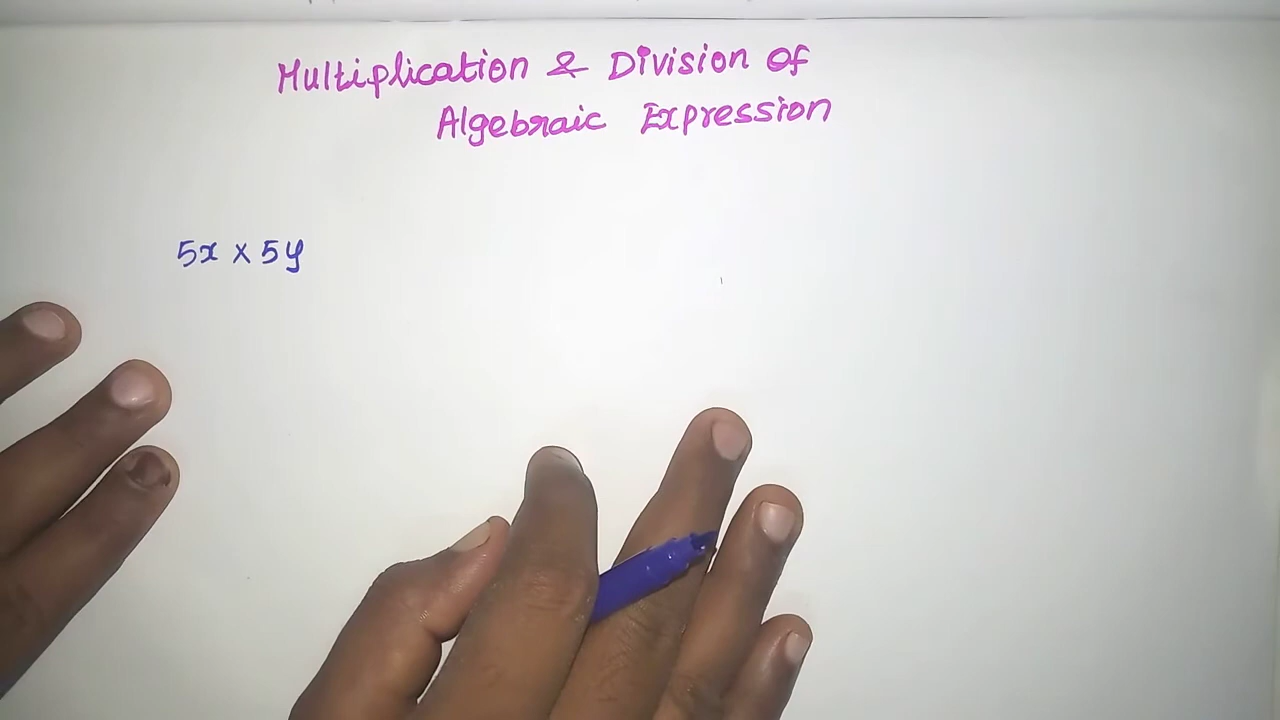 Multiplication & Division of
Algebraic Expression
5x × 5y